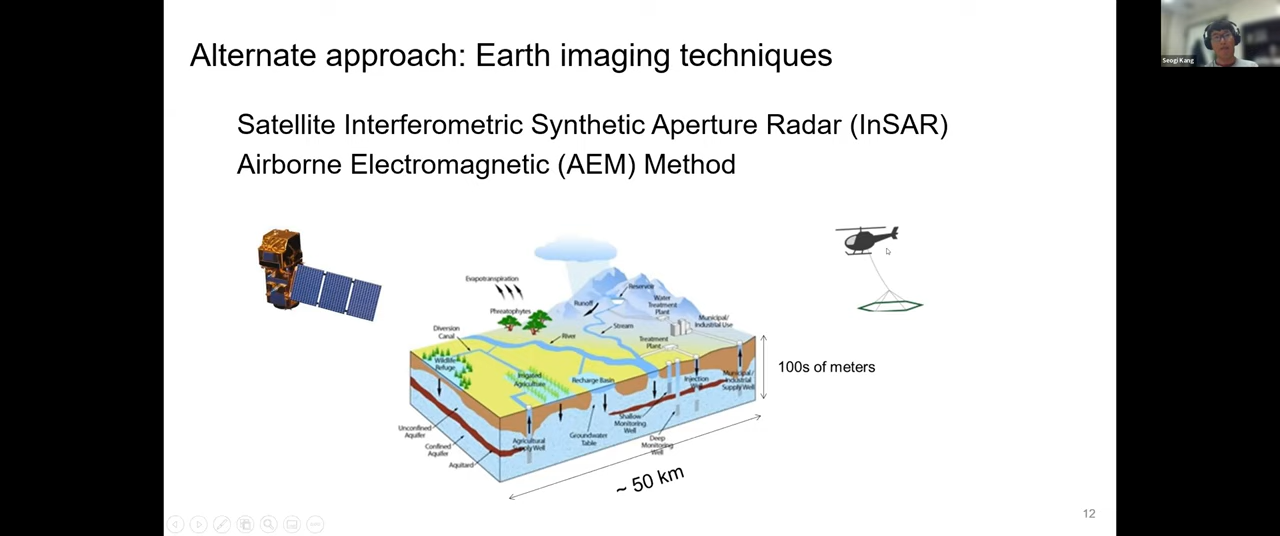 Alternate approach: Earth imaging techniques
Seogi Kang
Satellite Interferometric Synthetic Aperture Radar (InSAR)
Airborne Electromagnetic (AEM) Method
Evapotranspiration
Phreatophytes
Runoff
Reservoir
Water
Treatment
Plant
Stream
Municipal/
Industrial Use
Diversion
Canal
River
Treatment
Plant
Wildlife
Refuge
Irrigated
Agriculture
Recharge Basin
Injection
Well
Municipal/
Industrial
Supply Well
100s of meters
Unconfined
Aquifer
Confined
Aquifer
Aquitard
Agricultural
Supply Well
Groundwater
Table
Shallow
Monitoring
Well
Deep
Monitoring
Well
~ 50 km
12